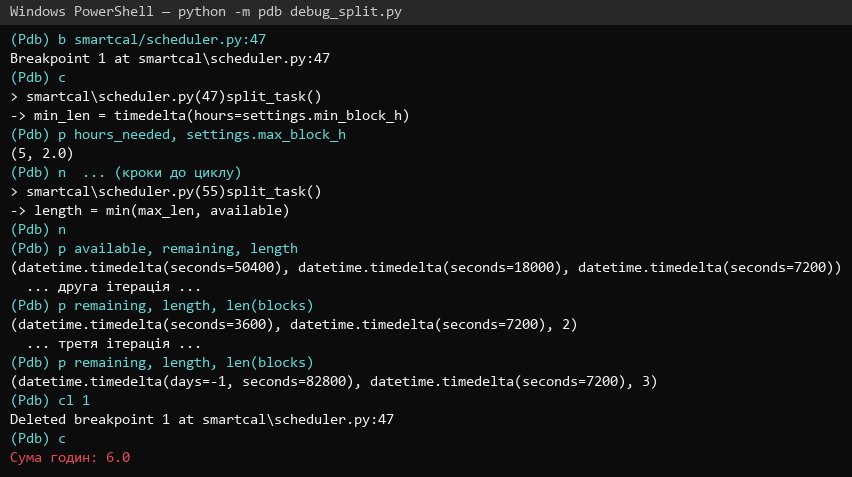 Windows PowerShell — python -m pdb debug_split.py
(Pdb) b smartcal/scheduler.py:47
Breakpoint 1 at smartcal\scheduler.py:47
(Pdb) c
> smartcal\scheduler.py(47)split_task()
-> min_len = timedelta(hours=settings.min_block_h)
(Pdb) p hours_needed, settings.max_block_h
(5, 2.0)
(Pdb) n  ... (кроки до циклу)
> smartcal\scheduler.py(55)split_task()
-> length = min(max_len, available)
(Pdb) n
(Pdb) p available, remaining, length
(datetime.timedelta(seconds=50400), datetime.timedelta(seconds=18000), datetime.timedelta(seconds=7200))
  ... друга ітерація ...
(Pdb) p remaining, length, len(blocks)
(datetime.timedelta(seconds=3600), datetime.timedelta(seconds=7200), 2)
  ... третя ітерація ...
(Pdb) p remaining, length, len(blocks)
(datetime.timedelta(days=-1, seconds=82800), datetime.timedelta(seconds=7200), 3)
(Pdb) cl 1
Deleted breakpoint 1 at smartcal\scheduler.py:47
(Pdb) c
Сума годин: 6.0